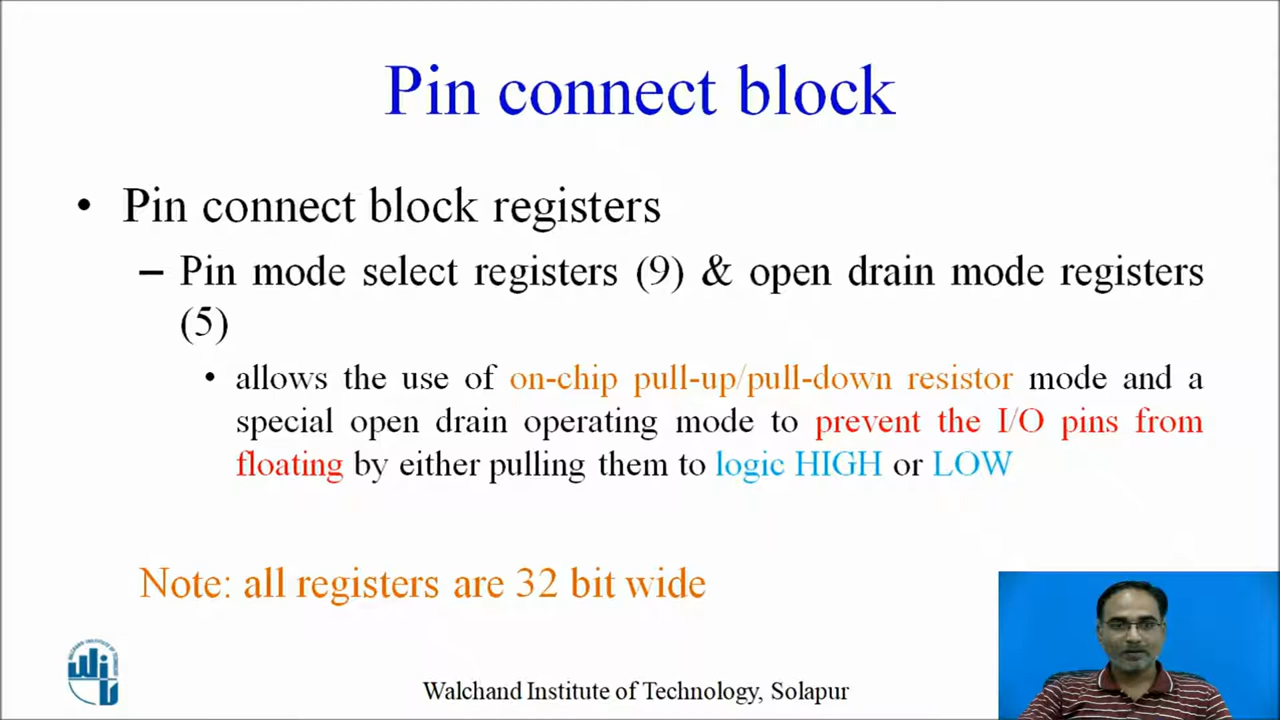 Pin connect block
• Pin connect block registers
– Pin mode select registers (9) & open drain mode registers
(5)
• allows the use of on-chip pull-up/pull-down resistor mode and a
special open drain operating mode to prevent the I/O pins from
floating by either pulling them to logic HIGH or LOW
Note: all registers are 32 bit wide
Walchand Institute of Technology, Solapur